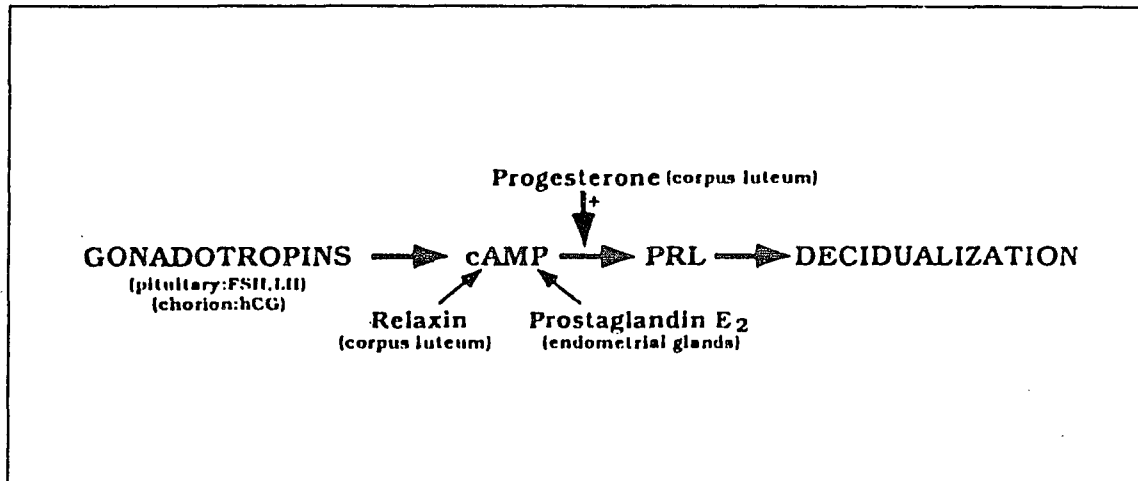 Progesterone (corpus luteum)
+
GONADOTROPINS cAMP PRL DECIDUALIZATION
(pituitary:FSH,LH)
(chorion:hCG)
Relaxin Prostaglandin E₂
(corpus luteum) (endometrial glands)